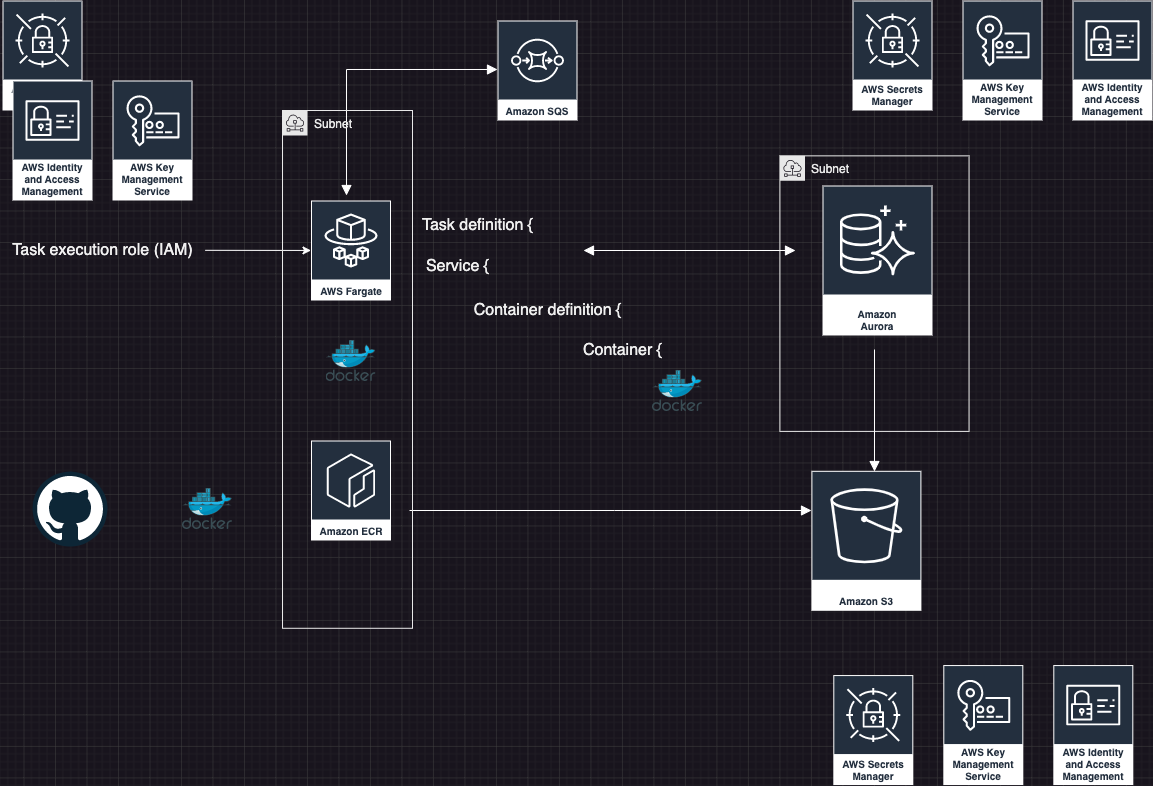 Amazon SQS
AWS Secrets
Manager
AWS Key
Management
Service
AWS Identity
and Access
Management
AWS Identity
and Access
Management
AWS Key
Management
Service
Subnet
Subnet
Task execution role (IAM)
AWS Fargate
Task definition {
Service {
Container definition {
Container {
docker
docker
Amazon
Aurora
docker
Amazon ECR
Amazon S3
AWS Secrets
Manager
AWS Key
Management
Service
AWS Identity
and Access
Management